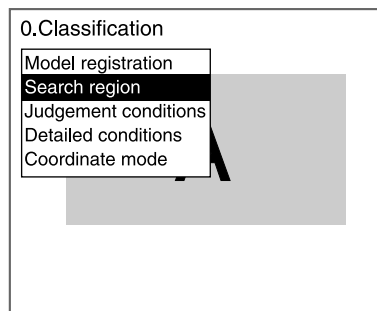 0.Classification
Model registration
Search region
Judgement conditions
Detailed conditions
Coordinate mode
A